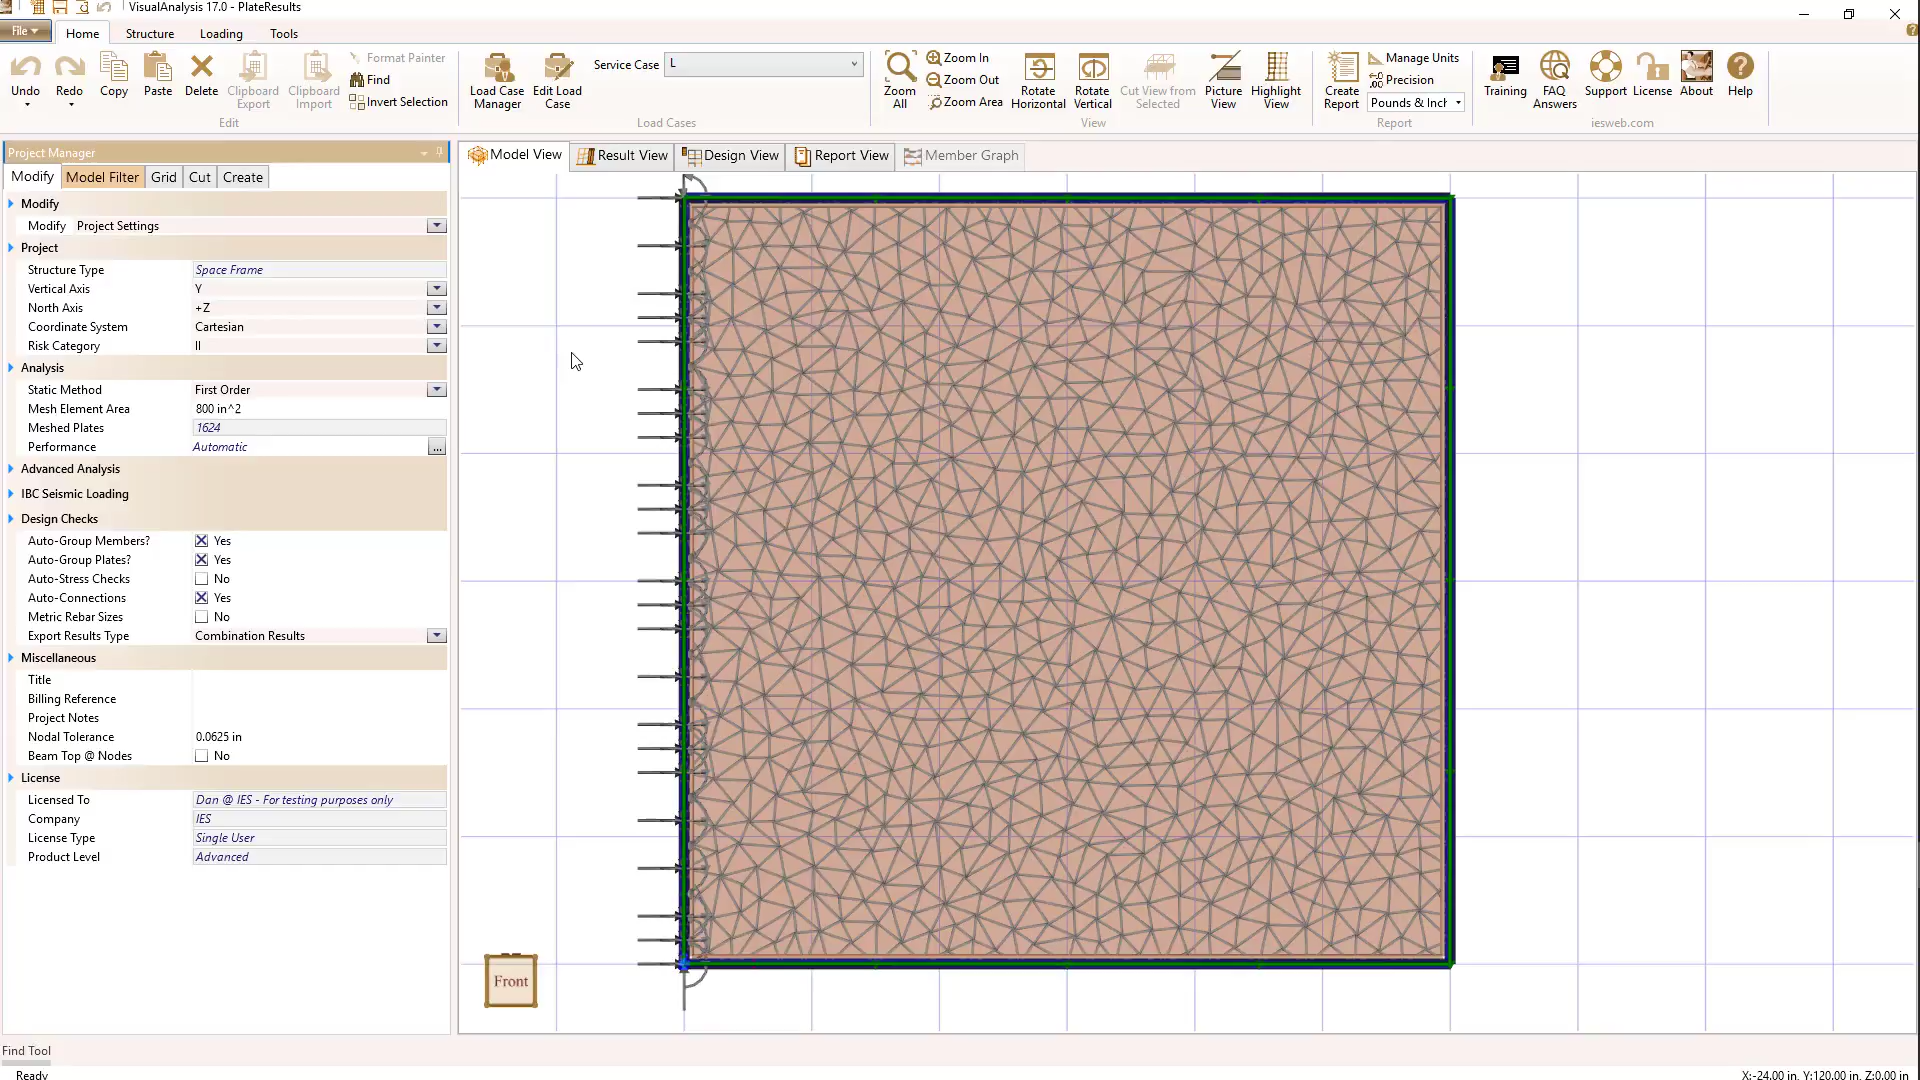 VisualAnalysis 17.0 - PlateResults
File
Home
Structure
Loading
Tools
Undo
Redo
Copy
Paste
Delete
Clipboard Export
Clipboard Import
Format Painter
Find
Invert Selection
Edit
Load Case Manager
Edit Load Case
Service Case L
Load Cases
Zoom All
Zoom In
Zoom Out
Zoom Area
Rotate Horizontal
Rotate Vertical
Cut View from Selected
Picture View
Highlight View
View
Create Report
Manage Units
.00 Precision
Pounds & Inch
Report
Training
FAQ Answers
Support
License
About
Help
iesweb.com
Project Manager
Modify
Model Filter
Grid
Cut
Create
Modify
Modify Project Settings
Project
Structure Type Space Frame
Vertical Axis Y
North Axis +Z
Coordinate System Cartesian
Risk Category II
Analysis
Static Method First Order
Mesh Element Area 800 in^2
Meshed Plates 1624
Performance Automatic ...
Advanced Analysis
IBC Seismic Loading
Design Checks
Auto-Group Members? Yes
Auto-Group Plates? Yes
Auto-Stress Checks No
Auto-Connections Yes
Metric Rebar Sizes No
Export Results Type Combination Results
Miscellaneous
Title
Billing Reference
Project Notes
Nodal Tolerance 0.0625 in
Beam Top @ Nodes No
License
Licensed To Dan @ IES - For testing purposes only
Company IES
License Type Single User
Product Level Advanced
Model View
Result View
Design View
Report View
Member Graph
Front
Find Tool
Ready
X:-24.00 in, Y:120.00 in, Z:0.00 in